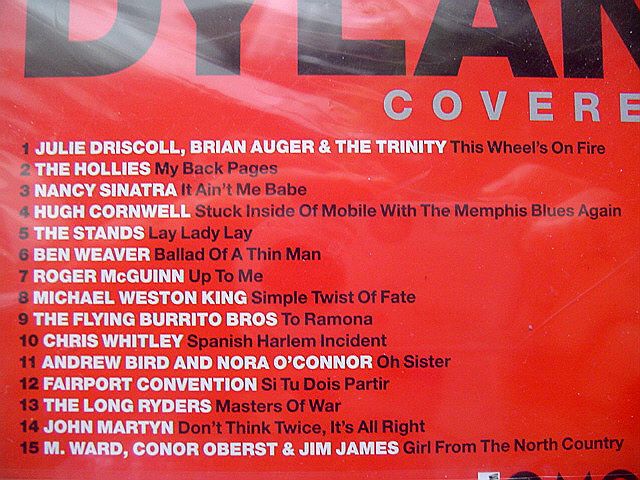 DYLAN
COVERE
1 JULIE DRISCOLL, BRIAN AUGER & THE TRINITY This Wheel's On Fire
2 THE HOLLIES My Back Pages
3 NANCY SINATRA It Ain't Me Babe
4 HUGH CORNWELL Stuck Inside Of Mobile With The Memphis Blues Again
5 THE STANDS Lay Lady Lay
6 BEN WEAVER Ballad Of A Thin Man
7 ROGER McGUINN Up To Me
8 MICHAEL WESTON KING Simple Twist Of Fate
9 THE FLYING BURRITO BROS To Ramona
10 CHRIS WHITLEY Spanish Harlem Incident
11 ANDREW BIRD AND NORA O'CONNOR Oh Sister
12 FAIRPORT CONVENTION Si Tu Dois Partir
13 THE LONG RYDERS Masters Of War
14 JOHN MARTYN Don't Think Twice, It's All Right
15 M. WARD, CONOR OBERST & JIM JAMES Girl From The North Country